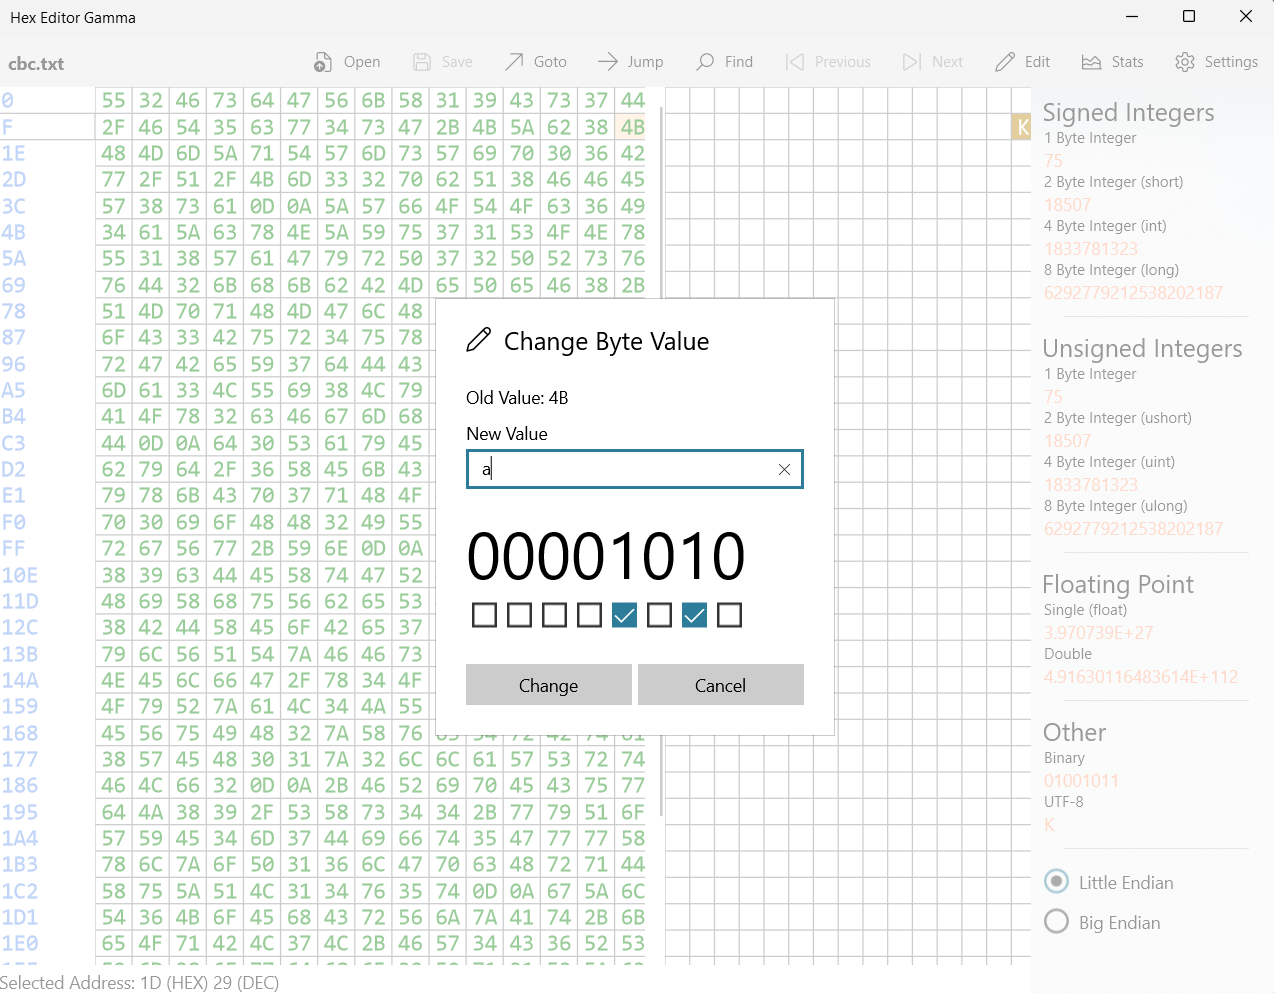 Hex Editor Gamma
cbc.txt
Open Save Goto Jump Find Previous Next Edit Stats Settings
0 55 32 46 73 64 47 56 6B 58 31 39 43 73 37 44
F 2F 46 54 35 63 77 34 73 47 2B 4B 5A 62 38 4B K
1E 48 4D 6D 5A 71 54 57 6D 73 57 69 70 30 36 42
2D 77 2F 51 2F 4B 6D 33 32 70 62 51 38 46 46 45
3C 57 38 73 61 0D 0A 5A 57 66 4F 54 4F 63 36 49
4B 34 61 5A 63 78 4E 5A 59 75 37 31 53 4F 4E 78
5A 55 31 38 57 61 47 79 72 50 37 32 50 52 73 76
69 76 44 32 6B 68 6B 62 42 4D 65 50 65 46 38 2B
78 51 4D 70 71 48 4D 47 6C 48
87 6F 43 33 42 75 72 34 75 78
96 72 47 42 65 59 37 64 44 43
A5 6D 61 33 4C 55 69 38 4C 79
B4 41 4F 78 32 63 46 67 6D 68
C3 44 0D 0A 64 30 53 61 79 45
D2 62 79 64 2F 36 58 45 6B 43
E1 79 78 6B 43 70 37 71 48 4F
F0 70 30 69 6F 48 48 32 49 55
FF 72 67 56 77 2B 59 6E 0D 0A
10E 38 39 63 44 45 58 74 47 52
11D 48 69 58 68 75 56 62 65 53
12C 38 42 44 58 45 6F 42 65 37
13B 79 6C 56 51 54 7A 46 46 73
14A 4E 45 6C 66 47 2F 78 34 4F
159 4F 79 52 7A 61 4C 34 4A 55
168 45 56 75 49 48 32 7A 58 76
177 38 57 45 48 30 31 7A 32 6C 6C 61 57 53 72 74
186 46 4C 66 32 0D 0A 2B 46 52 69 70 45 43 75 77
195 64 4A 38 39 2F 53 58 73 34 34 2B 77 79 51 6F
1A4 57 59 45 34 6D 37 44 69 66 74 35 47 77 77 58
1B3 78 6C 7A 6F 50 31 36 6C 47 70 63 48 72 71 44
1C2 58 75 5A 51 4C 31 34 76 35 74 0D 0A 67 5A 6C
1D1 54 36 4B 6F 45 68 43 72 56 6A 7A 41 74 2B 6B
1E0 65 4F 71 42 4C 37 4C 2B 46 57 34 43 36 52 53
Change Byte Value
Old Value: 4B
New Value
a
00001010
Change Cancel
Signed Integers
1 Byte Integer
75
2 Byte Integer (short)
18507
4 Byte Integer (int)
1833781323
8 Byte Integer (long)
6292779212538202187
Unsigned Integers
1 Byte Integer
75
2 Byte Integer (ushort)
18507
4 Byte Integer (uint)
1833781323
8 Byte Integer (ulong)
6292779212538202187
Floating Point
Single (float)
3.970739E+27
Double
4.91630116483614E+112
Other
Binary
01001011
UTF-8
K
Little Endian
Big Endian
Selected Address: 1D (HEX) 29 (DEC)